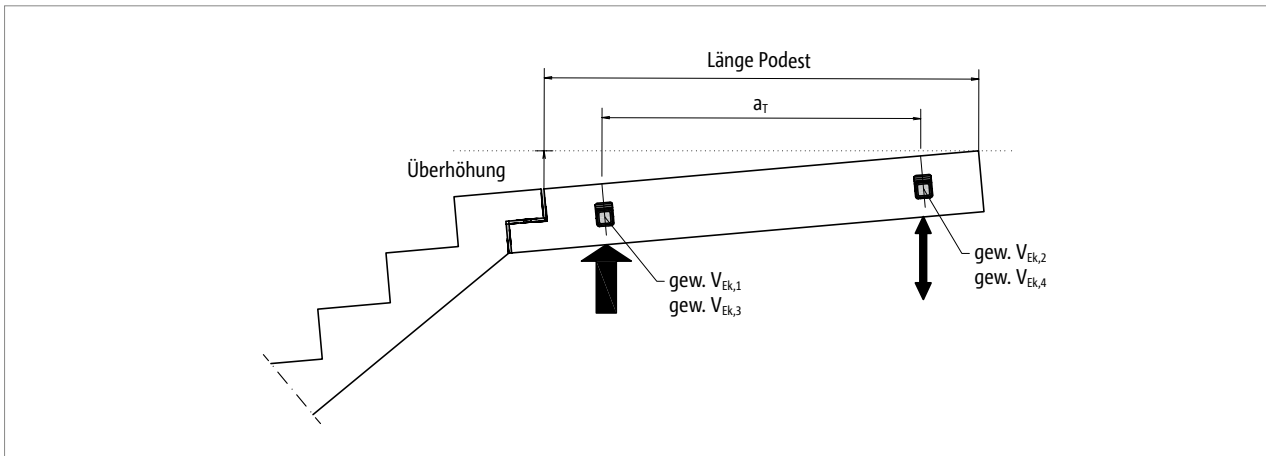 Länge Podest
a_T
Überhöhung
gew. V_Ek,1
gew. V_Ek,3
gew. V_Ek,2
gew. V_Ek,4